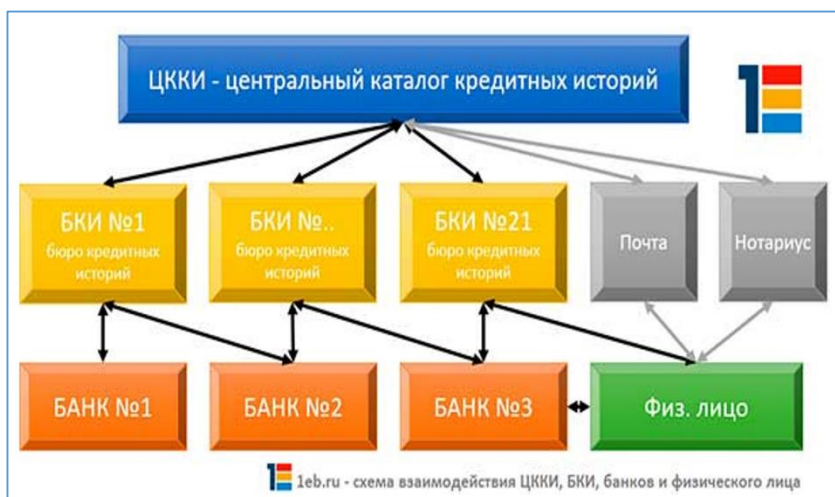 ЦККИ - центральный каталог кредитных историй
1Е
БКИ №1
бюро кредитных
историй
БКИ №..
бюро кредитных
историй
БКИ №21
бюро кредитных
историй
Почта
Нотариус
БАНК №1
БАНК №2
БАНК №3
Физ. лицо
1Е 1eb.ru - схема взаимодействия ЦККИ, БКИ, банков и физического лица